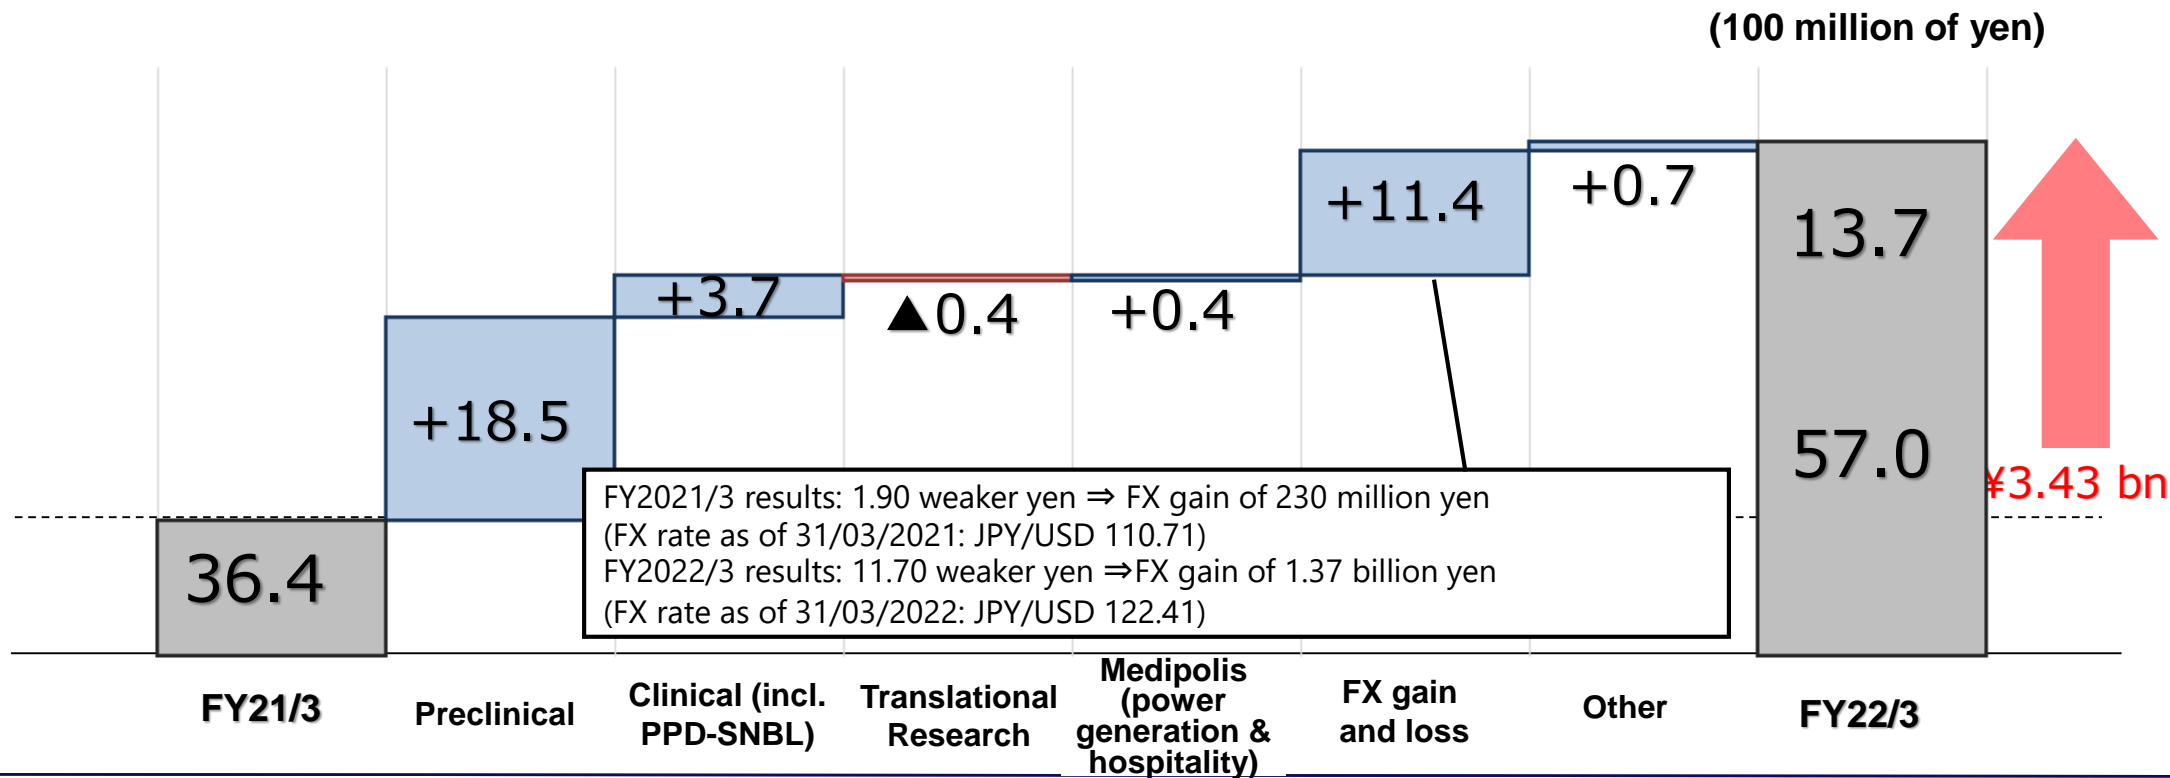 (100 million of yen)
36.4
+18.5
+3.7
▲0.4
+0.4
+11.4
+0.7
13.7
57.0
¥3.43 bn
FY2021/3 results: 1.90 weaker yen ⇒ FX gain of 230 million yen
(FX rate as of 31/03/2021: JPY/USD 110.71)
FY2022/3 results: 11.70 weaker yen ⇒FX gain of 1.37 billion yen
(FX rate as of 31/03/2022: JPY/USD 122.41)
FY21/3
Preclinical
Clinical (incl.
PPD-SNBL)
Translational
Research
Medipolis
(power
generation &
hospitality)
FX gain
and loss
Other
FY22/3